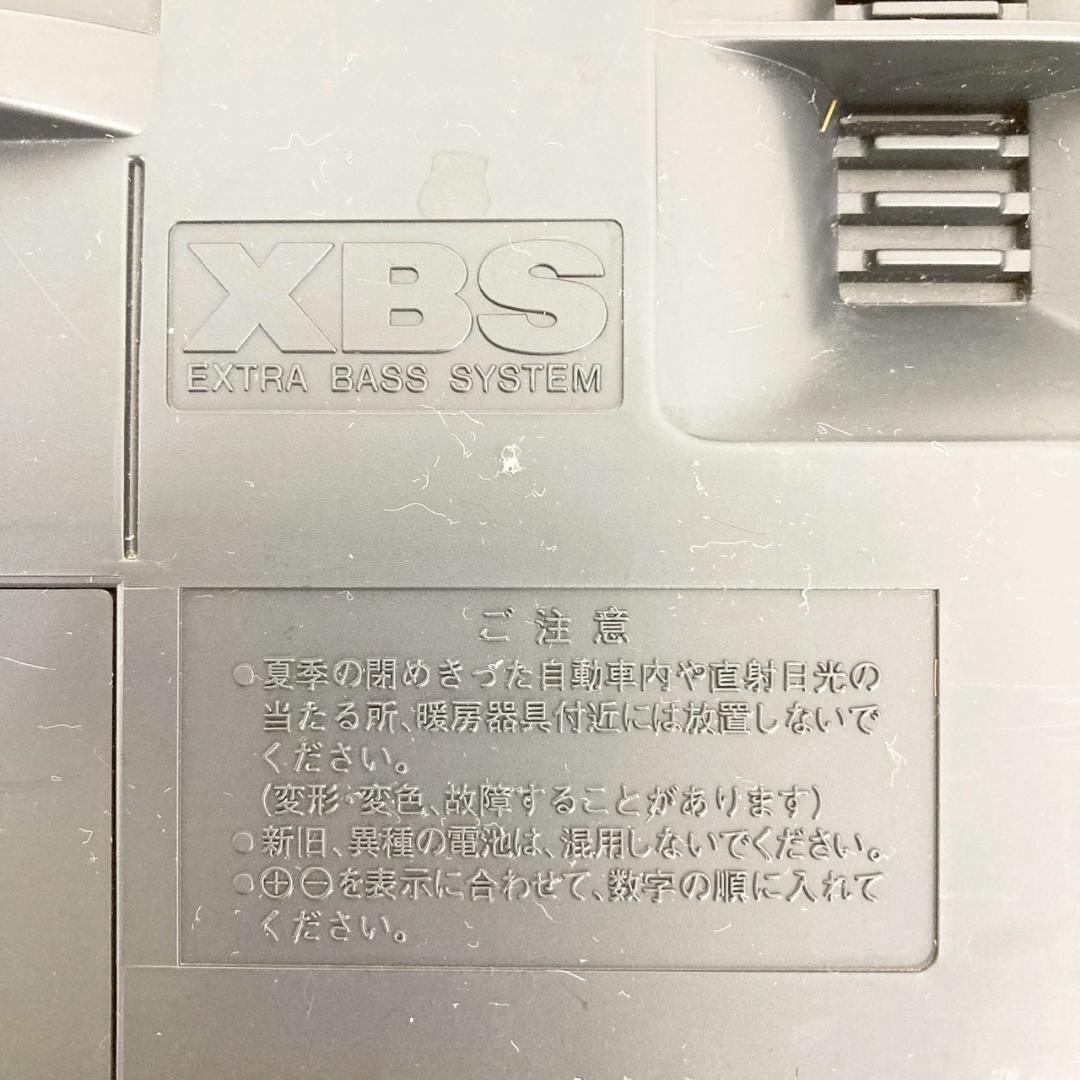 XBS
EXTRA BASS SYSTEM
ご注意
●夏季の閉めきった自動車内や直射日光の
当たる所、暖房器具付近には放置しないで
ください。
(変形・変色、故障することがあります)
●新旧、異種の電池は、混用しないでください。
●⊕⊖を表示に合わせて、数字の順に入れて
ください。